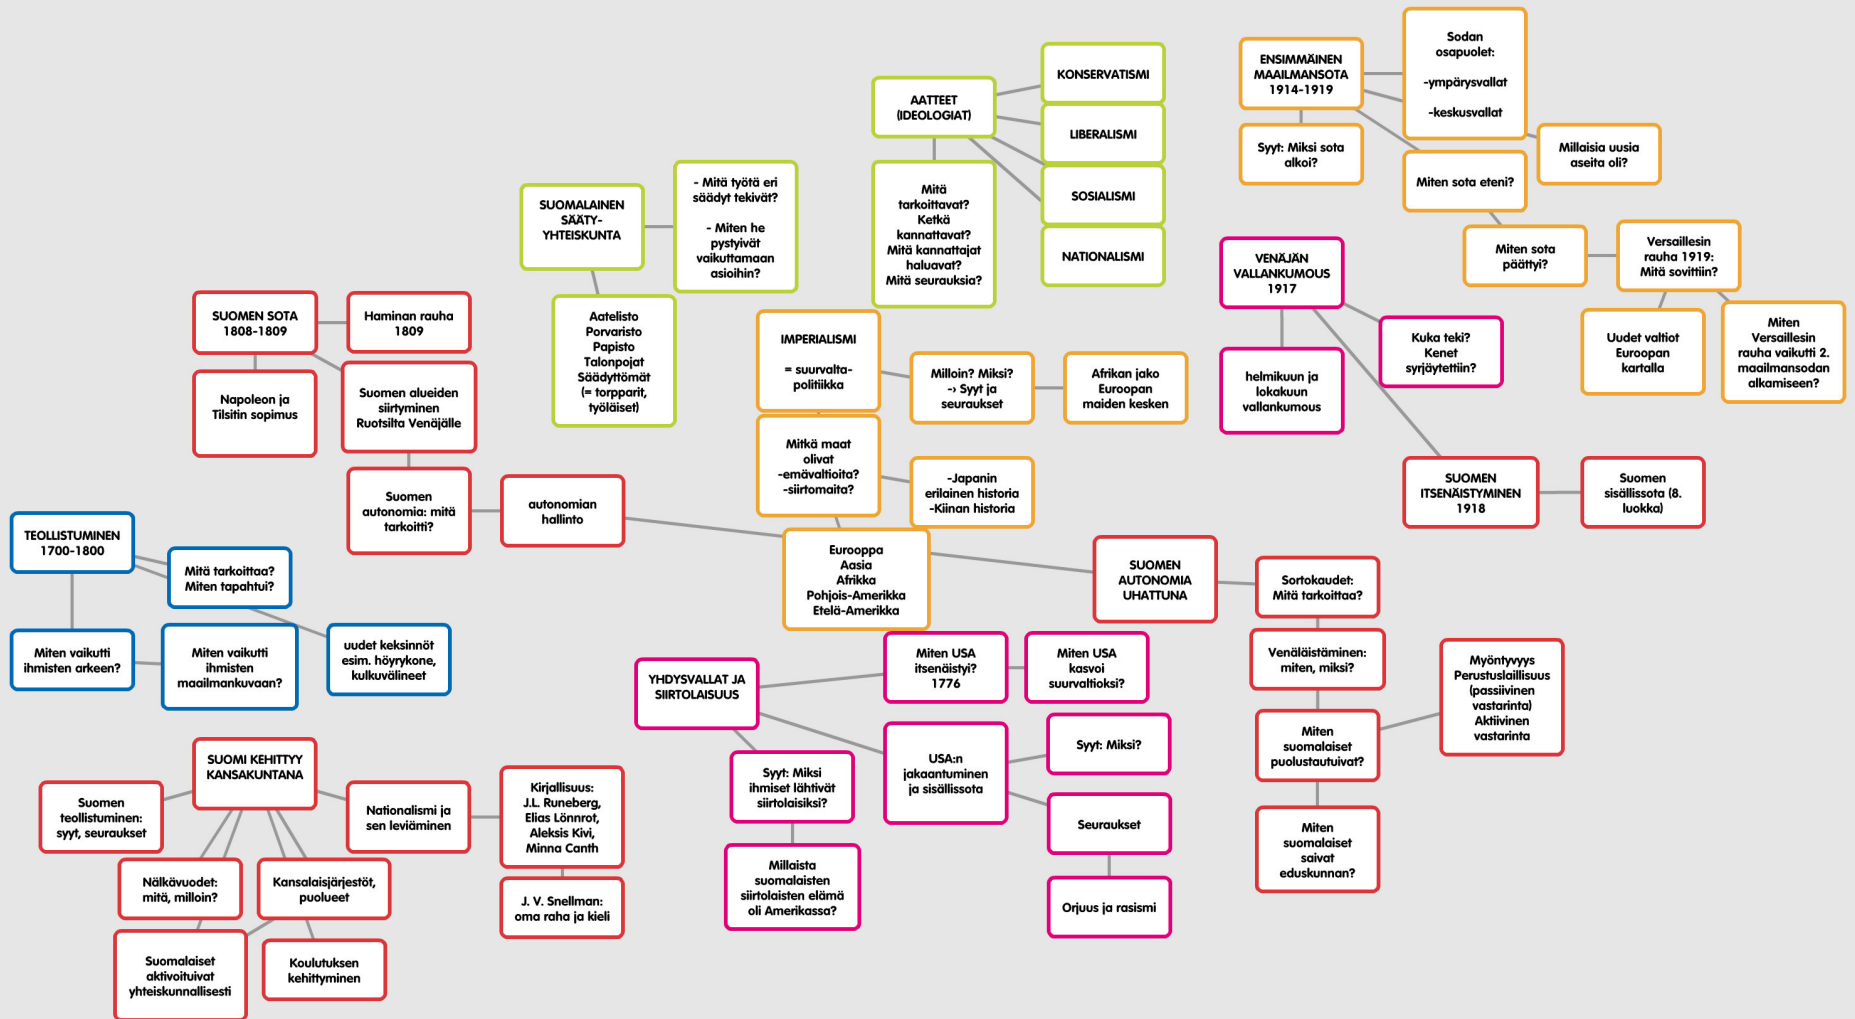 KONSERVATISMI
AATTEET
(IDEOLOGIAT)
LIBERALISMI
SOSIALISMI
NATIONALISMI
Mitä
tarkoittavat?
Ketkä
kannattavat?
Mitä kannattajat
haluavat?
Mitä seurauksia?
ENSIMMÄINEN
MAAILMANSOTA
1914-1919
Sodan
osapuolet:
-ympärysvallat
-keskusvallat
Syyt: Miksi sota
alkoi?
Millaisia uusia
aseita oli?
Miten sota eteni?
Miten sota
päättyi?
Versaillesin
rauha 1919:
Mitä sovittiin?
Uudet valtiot
Euroopan
kartalla
Miten
Versaillesin
rauha vaikutti 2.
maailmansodan
alkamiseen?
SUOMALAINEN
SÄÄTY-
YHTEISKUNTA
- Mitä työtä eri
säädyt tekivät?
- Miten he
pystyivät
vaikuttamaan
asioihin?
Aatelisto
Porvaristo
Papisto
Talonpojat
Säädyttömät
(= torpparit,
työläiset)
VENÄJÄN
VALLANKUMOUS
1917
helmikuun ja
lokakuun
vallankumous
Kuka teki?
Kenet
syrjäytettiin?
SUOMEN
ITSENÄISTYMINEN
1918
Suomen
sisällissota (8.
luokka)
SUOMEN SOTA
1808-1809
Haminan rauha
1809
Napoleon ja
Tilsitin sopimus
Suomen alueiden
siirtyminen
Ruotsilta Venäjälle
Suomen
autonomia: mitä
tarkoitti?
autonomian
hallinto
IMPERIALISMI
= suurvalta-
politiikka
Milloin? Miksi?
-> Syyt ja
seuraukset
Afrikan jako
Euroopan
maiden kesken
Mitkä maat
olivat
-emävaltioita?
-siirtomaita?
-Japanin
erilainen historia
-Kiinan historia
Eurooppa
Aasia
Afrikka
Pohjois-Amerikka
Etelä-Amerikka
SUOMEN
AUTONOMIA
UHATTUNA
Sortokaudet:
Mitä tarkoittaa?
Venäläistäminen:
miten, miksi?
Miten
suomalaiset
puolustautuivat?
Myöntyvyys
Perustuslaillisuus
(passiivinen
vastarinta)
Aktiivinen
vastarinta
Miten
suomalaiset
saivat
eduskunnan?
TEOLLISTUMINEN
1700-1800
Mitä tarkoittaa?
Miten tapahtui?
Miten vaikutti
ihmisten arkeen?
Miten vaikutti
ihmisten
maailmankuvaan?
uudet keksinnöt
esim. höyrykone,
kulkuvälineet
YHDYSVALLAT JA
SIIRTOLAISUUS
Miten USA
itsenäistyi?
1776
Miten USA
kasvoi
suurvaltioksi?
USA:n
jakaantuminen
ja sisällissota
Syyt: Miksi?
Seuraukset
Orjuus ja rasismi
Syyt: Miksi
ihmiset lähtivät
siirtolaisiksi?
Millaista
suomalaisten
siirtolaisten elämä
oli Amerikassa?
SUOMI KEHITTYY
KANSAKUNTANA
Suomen
teollistuminen:
syyt, seuraukset
Nationalismi ja
sen leviäminen
Kirjallisuus:
J.L. Runeberg,
Elias Lönnrot,
Aleksis Kivi,
Minna Canth
J. V. Snellman:
oma raha ja kieli
Nälkävuodet:
mitä, milloin?
Kansalaisjärjestöt,
puolueet
Suomalaiset
aktivoituivat
yhteiskunnallisesti
Koulutuksen
kehittyminen